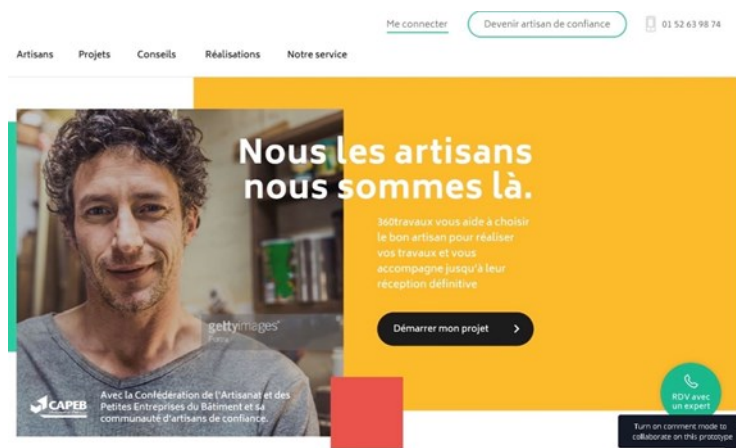 Me connecter
Devenir artisan de confiance
01 52 63 98 74
Artisans Projets Conseils Réalisations Notre service
Nous les artisans
nous sommes là.
360travaux vous aide à choisir
le bon artisan pour réaliser
vos travaux et vous
accompagne jusqu'à leur
réception définitive
Démarrer mon projet
gettyimages®
CAPEB
Avec la Confédération de l'Artisanat et des
Petites Entreprises du Bâtiment et sa
communauté d'artisans de confiance.
RDV avec
un expert
Turn on comment mode to
collaborate on this prototype